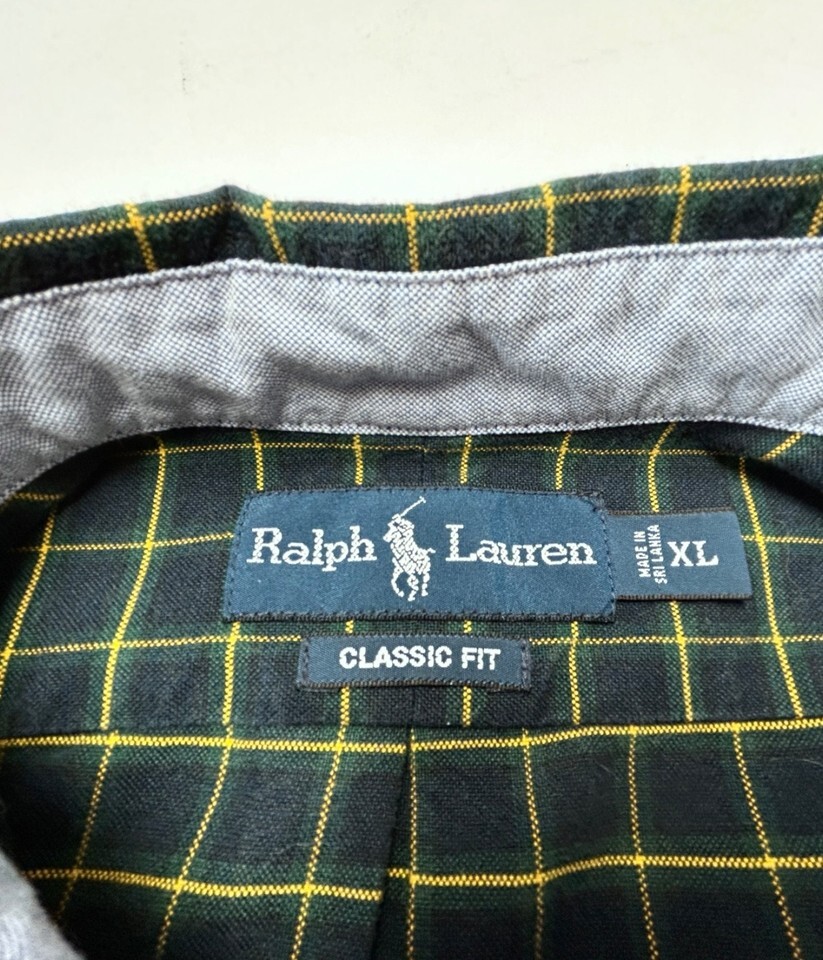 Ralph Lauren
MADE IN
SRI LANKA
XL
CLASSIC FIT